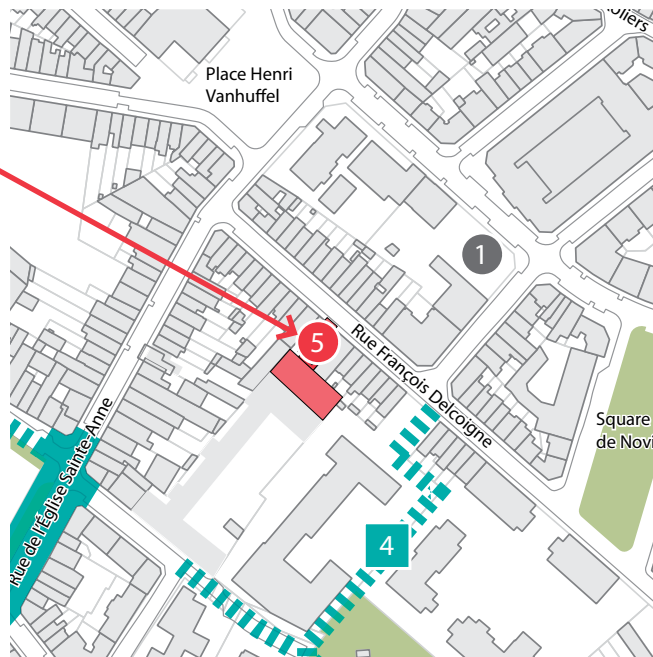 Place Henri
Vanhuffel
1
5
Rue François Delcoigne
Square
de Novi
4
Rue de l'Église Sainte-Anne